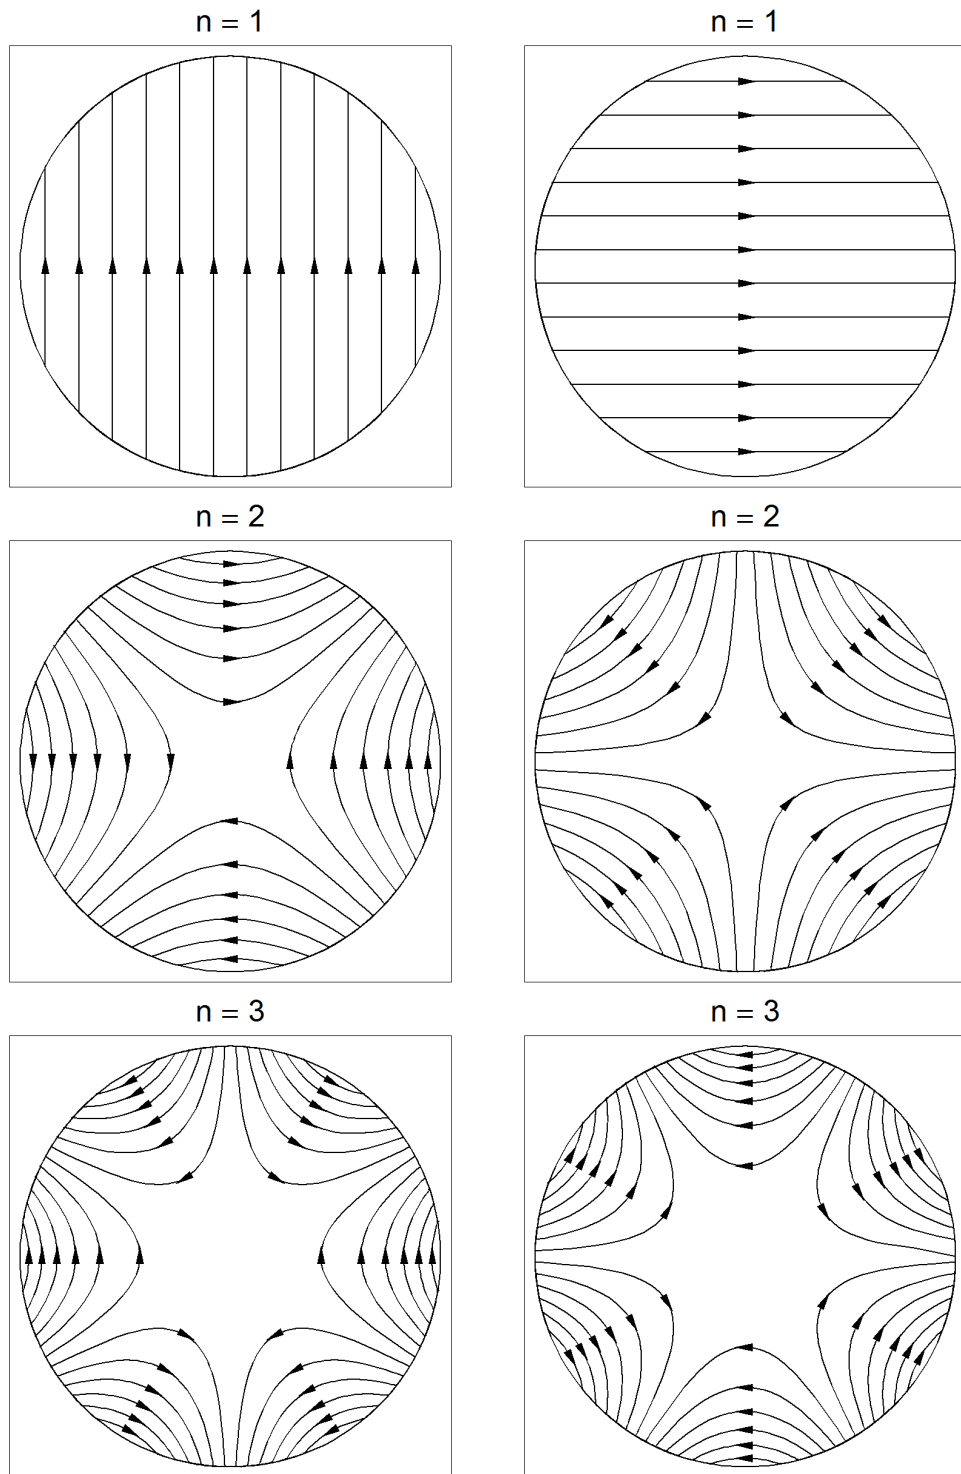 n = 1
n = 1
n = 2
n = 2
n = 3
n = 3